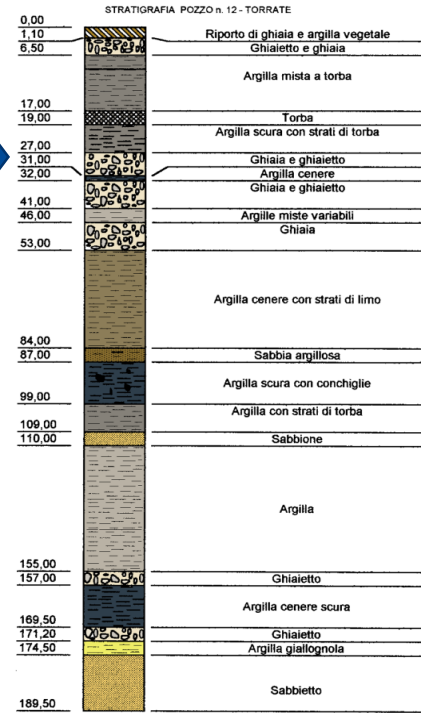 STRATIGRAFIA POZZO n. 12 - TORRATE
0,00
Riporto di ghiaia e argilla vegetale
1,10
Ghiaietto e ghiaia
6,50
Argilla mista a torba
17,00
Torba
19,00
Argilla scura con strati di torba
27,00
Ghiaia e ghiaietto
31,00
Argilla cenere
32,00
Ghiaia e ghiaietto
41,00
Argille miste variabili
46,00
Ghiaia
53,00
Argilla cenere con strati di limo
84,00
Sabbia argillosa
87,00
Argilla scura con conchiglie
99,00
Argilla con strati di torba
109,00
Sabbione
110,00
Argilla
155,00
Ghiaietto
157,00
Argilla cenere scura
169,50
Ghiaietto
171,20
Argilla giallognola
174,50
Sabbietto
189,50